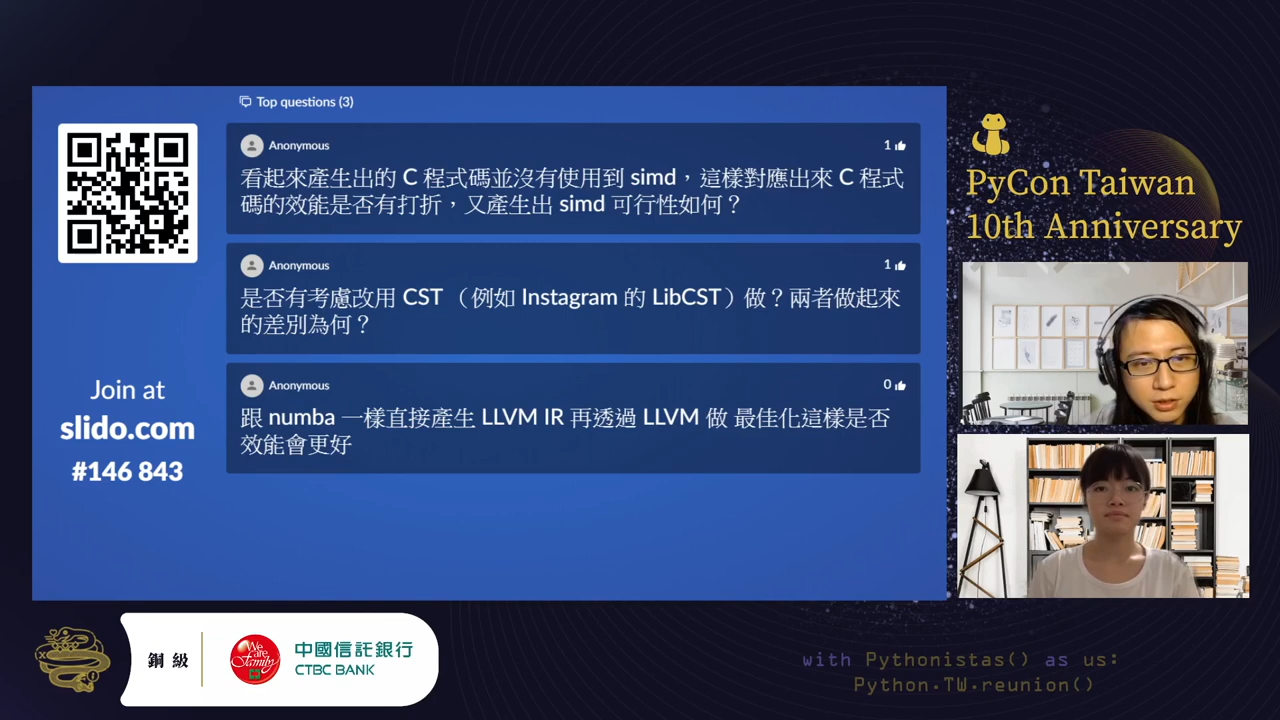 Top questions (3)
Anonymous
1
看起來產生出的 C 程式碼並沒有使用到 simd，這樣對應出來 C 程式
碼的效能是否有打折，又產生出 simd 可行性如何？
Anonymous
1
是否有考慮改用 CST （例如 Instagram 的 LibCST）做？兩者做起來
的差別為何？
Anonymous
0
跟 numba 一樣直接產生 LLVM IR 再透過 LLVM 做 最佳化這樣是否
效能會更好
Join at
slido.com
#146 843
PyCon Taiwan
10th Anniversary
銅級
We are Family
中國信託銀行
CTBC BANK
with Pythonistas() as us:
Python.TW.reunion()